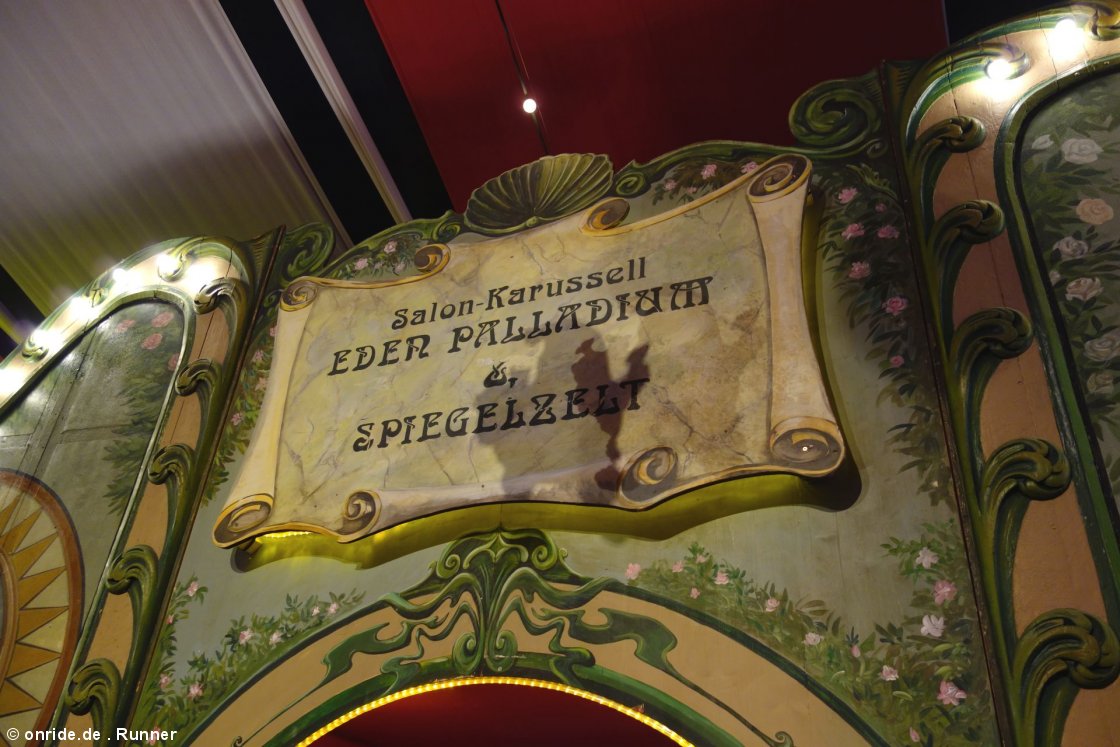 Salon-Karussell
EDEN PALLADIUM
&
SPIEGELZELT
© onride.de . Runner